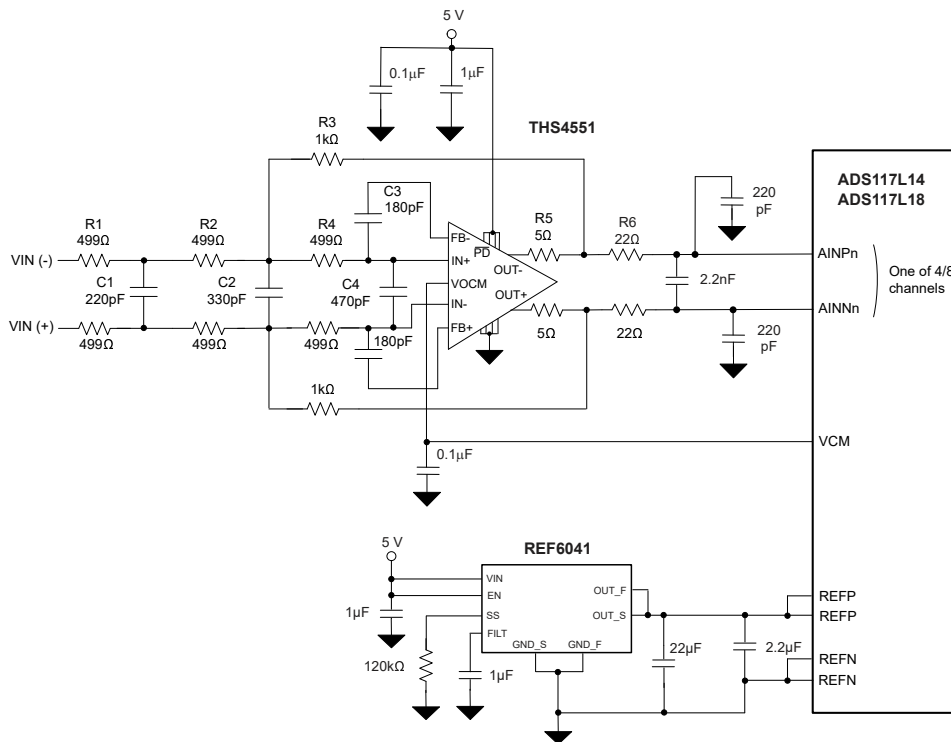 5 V
0.1µF
1µF
R3
1kΩ
THS4551
ADS117L14
ADS117L18
C3
180pF
220
pF
R1
499Ω
R2
499Ω
R4
499Ω
R5
5Ω
R6
22Ω
FB-
PD
OUT-
VIN (-)
IN+
AINPn
C1
220pF
C2
330pF
C4
470pF
VOCM
OUT+
2.2nF
One of 4/8
channels
IN-
AINNn
VIN (+)
FB+
499Ω
499Ω
499Ω
180pF
5Ω
22Ω
220
pF
1kΩ
VCM
0.1µF
5 V
REF6041
VIN
EN
SS
FILT
OUT_F
OUT_S
GND_S
GND_F
1µF
120kΩ
1µF
22µF
2.2µF
REFP
REFP
REFN
REFN